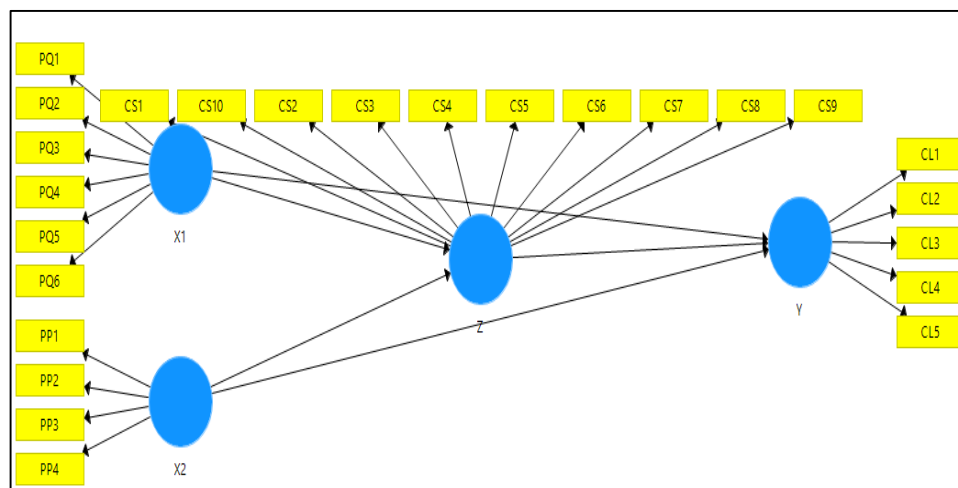 PQ1
PQ2
PQ3
PQ4
PQ5
PQ6
CS1 CS10 CS2 CS3 CS4 CS5 CS6 CS7 CS8 CS9
X1
Z
Y
CL1
CL2
CL3
CL4
CL5
PP1
PP2
PP3
PP4
X2